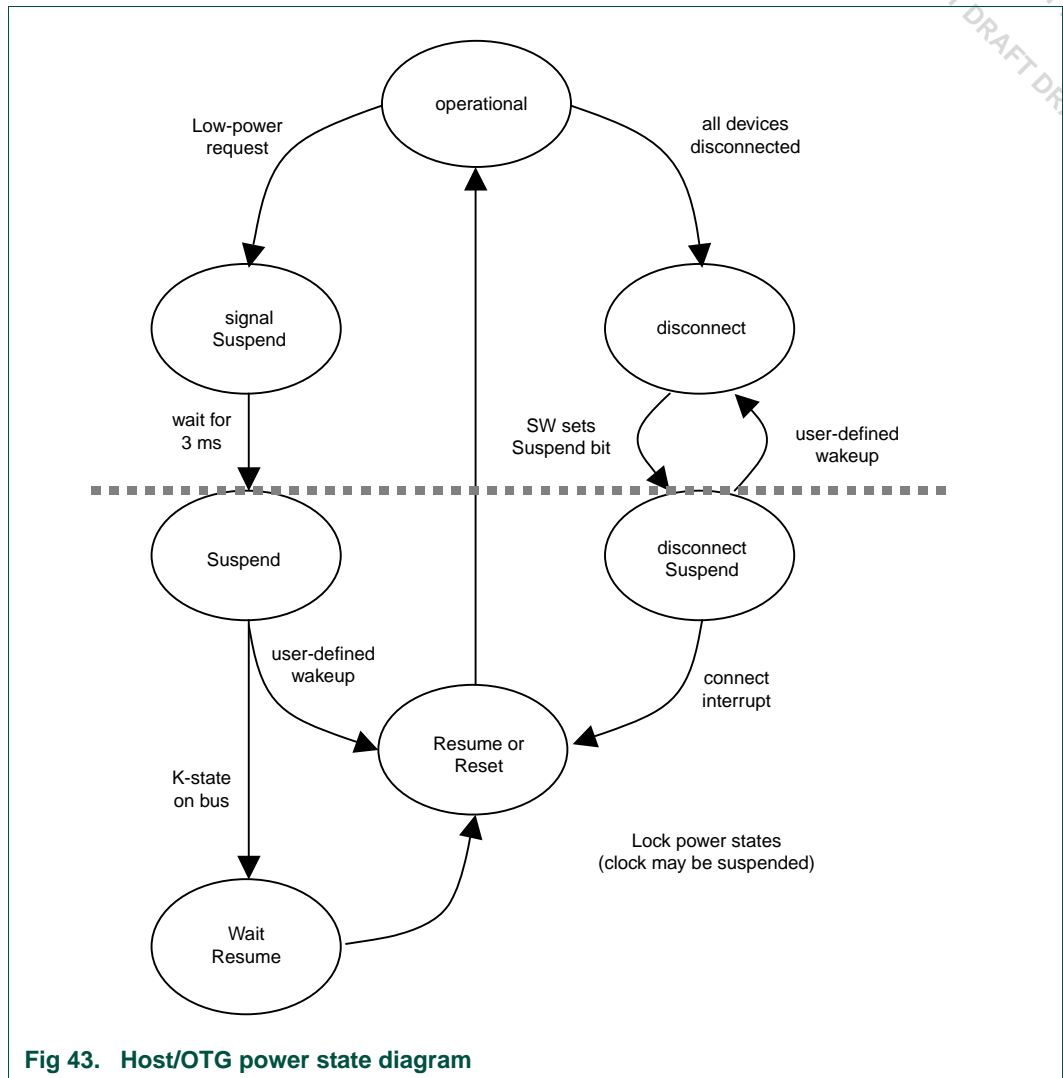 DRAFT
operational
Low-power
request
all devices
disconnected
signal
Suspend
disconnect
wait for
3 ms
SW sets
Suspend bit
user-defined
wakeup
Suspend
disconnect
Suspend
user-defined
wakeup
connect
interrupt
Resume or
Reset
K-state
on bus
Lock power states
(clock may be suspended)
Wait
Resume
Fig 43. Host/OTG power state diagram